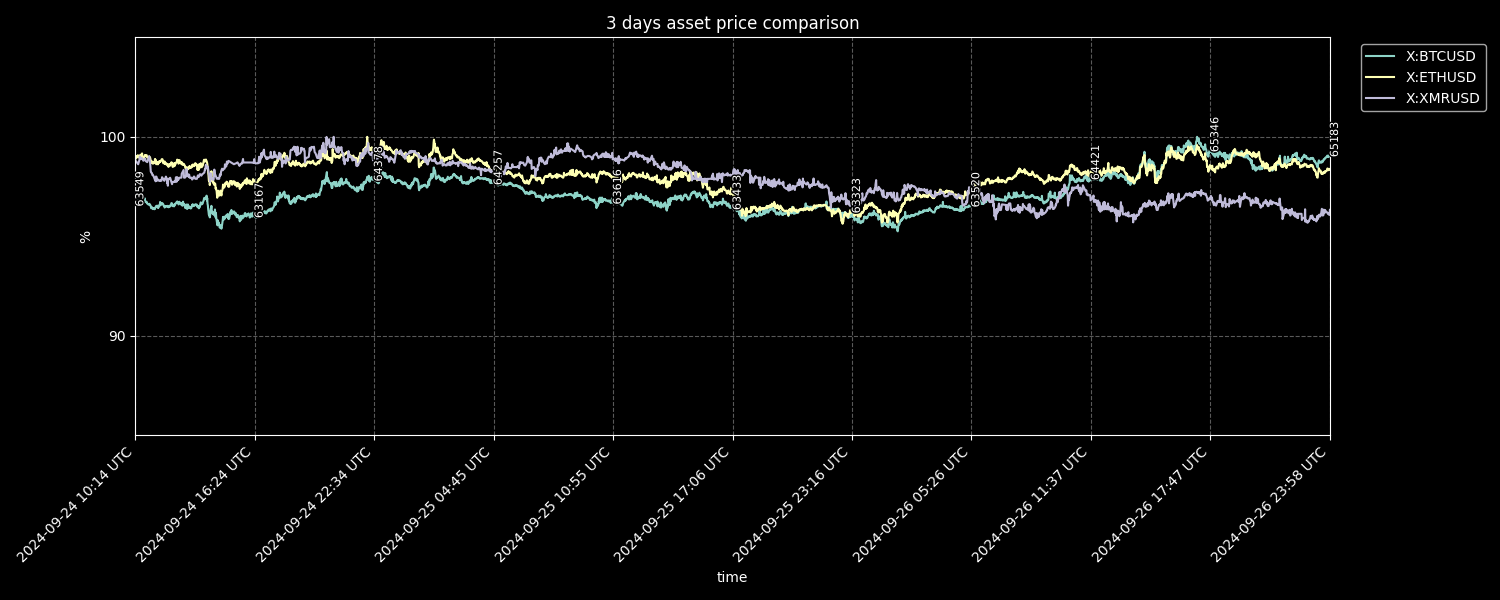 3 days asset price comparison
X:BTCUSD
X:ETHUSD
X:XMRUSD
100
90
%
63549
63167
64378
64257
63616
63433
63323
63520
64421
65346
65183
2024-09-24 10:14 UTC
2024-09-24 16:24 UTC
2024-09-24 22:34 UTC
2024-09-25 04:45 UTC
2024-09-25 10:55 UTC
2024-09-25 17:06 UTC
2024-09-25 23:16 UTC
2024-09-26 05:26 UTC
2024-09-26 11:37 UTC
2024-09-26 17:47 UTC
2024-09-26 23:58 UTC
time